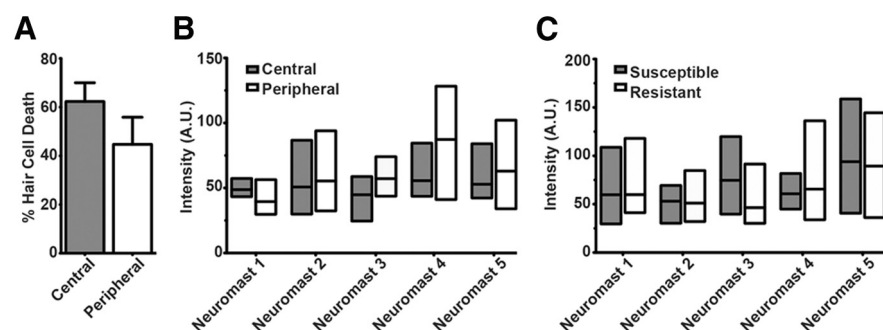 A
80
60
40
20
0
% Hair Cell Death
Central
Peripheral
B
150
100
50
0
Intensity (A.U.)
Central
Peripheral
Neuromast 1
Neuromast 2
Neuromast 3
Neuromast 4
Neuromast 5
C
200
150
100
50
0
Intensity (A.U.)
Susceptible
Resistant
Neuromast 1
Neuromast 2
Neuromast 3
Neuromast 4
Neuromast 5